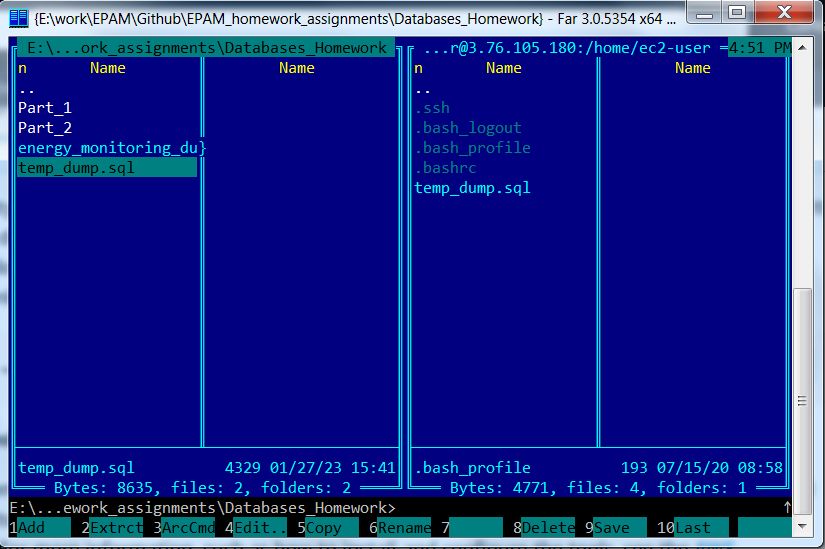 {E:\work\EPAM\Github\EPAM_homework_assignments\Databases_Homework} - Far 3.0.5354 x64 ...
E:\...ork_assignments\Databases_Homework
n Name Name
..
Part_1
Part_2
energy_monitoring_du}
temp_dump.sql
temp_dump.sql 4329 01/27/23 15:41
Bytes: 8635, files: 2, folders: 2
...r@3.76.105.180:/home/ec2-user 4:51 PM
n Name Name
..
.ssh
.bash_logout
.bash_profile
.bashrc
temp_dump.sql
.bash_profile 193 07/15/20 08:58
Bytes: 4771, files: 4, folders: 1
E:\...ework_assignments\Databases_Homework> ↑
1Add 2Extrct 3ArcCmd 4Edit.. 5Copy 6Rename 7 8Delete 9Save 10Last